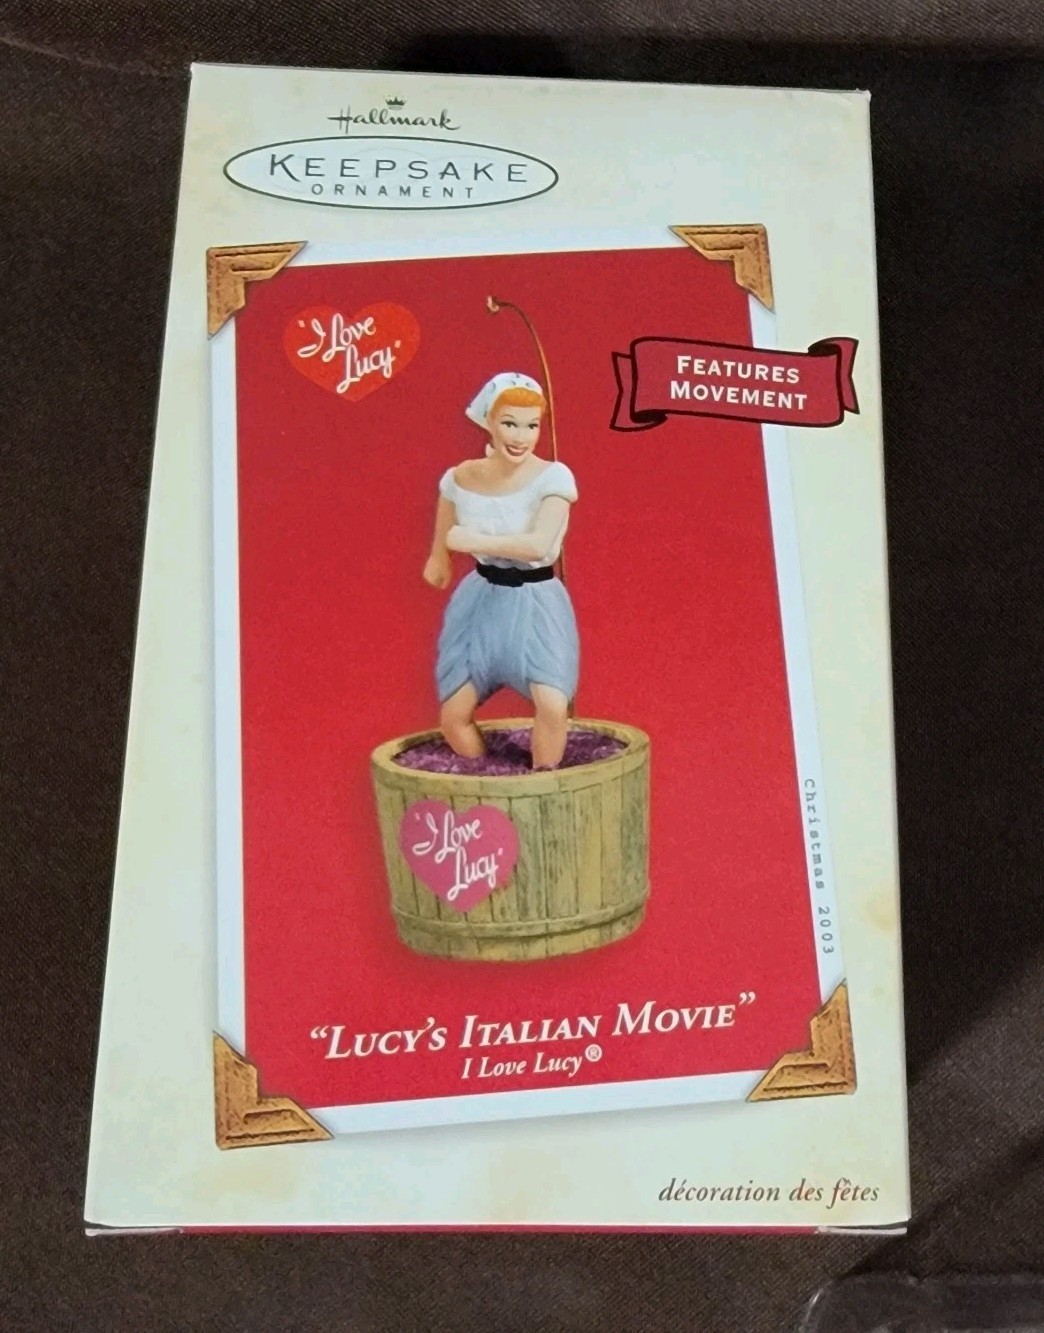 Hallmark
KEEPSAKE
ORNAMENT
"I Love
Lucy"
FEATURES
MOVEMENT
"I Love
Lucy"
Christmas 2003
"LUCY'S ITALIAN MOVIE"
I Love Lucy®
décoration des fêtes